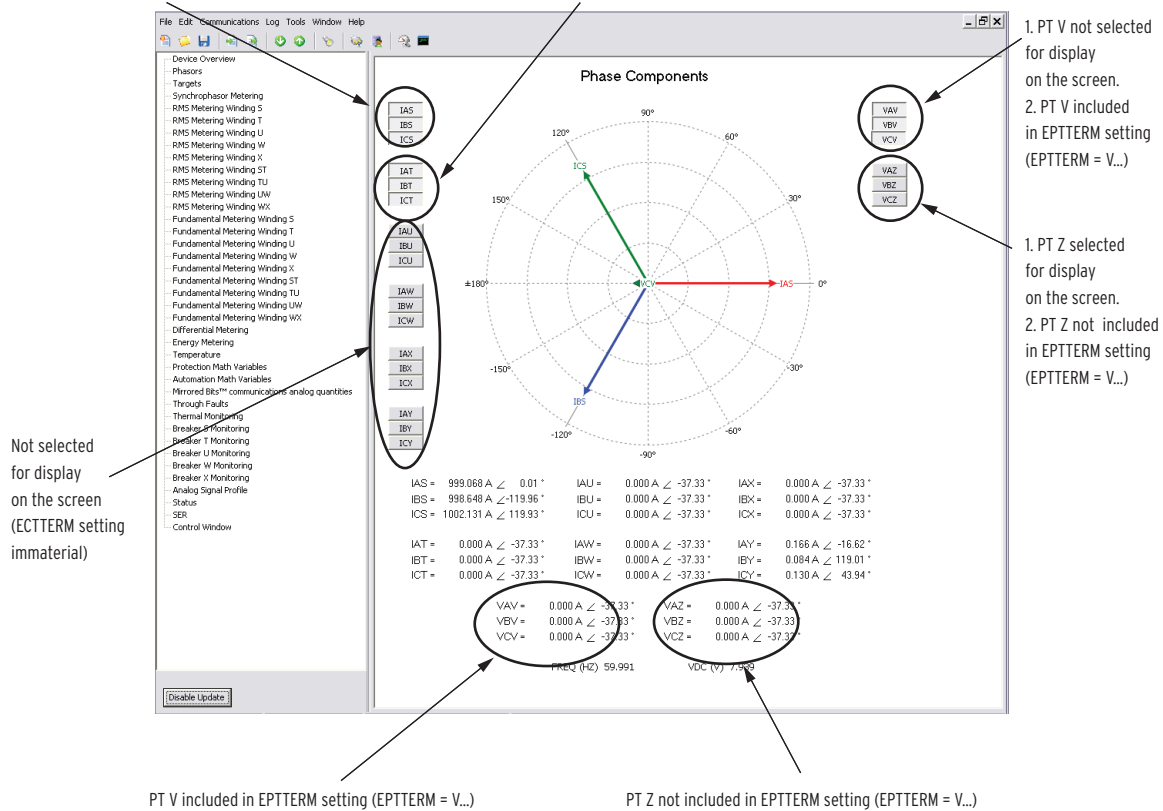 File Edit Communications Log Tools Window Help
Device Overview
Phasors
Targets
Synchrophasor Metering
RMS Metering Winding S
RMS Metering Winding T
RMS Metering Winding U
RMS Metering Winding W
RMS Metering Winding X
RMS Metering Winding ST
RMS Metering Winding TU
RMS Metering Winding UW
RMS Metering Winding WX
Fundamental Metering Winding S
Fundamental Metering Winding T
Fundamental Metering Winding U
Fundamental Metering Winding W
Fundamental Metering Winding X
Fundamental Metering Winding ST
Fundamental Metering Winding TU
Fundamental Metering Winding UW
Fundamental Metering Winding WX
Differential Metering
Energy Metering
Temperature
Protection Math Variables
Automation Math Variables
Mirrored Bits™ communications analog quantities
Through Faults
Thermal Monitoring
Breaker S Monitoring
Breaker T Monitoring
Breaker U Monitoring
Breaker W Monitoring
Breaker X Monitoring
Analog Signal Profile
Status
SER
Control Window
Disable Update
Phase Components
IAS
IBS
ICS
IAT
IBT
ICT
IAU
IBU
ICU
IAW
IBW
ICW
IAX
IBX
ICX
IAY
IBY
ICY
90°
120°
60°
150°
30°
±180°
0°
-150°
-30°
-120°
-60°
-90°
ICS
VCV
IAS
IBS
VAV
VBV
VCV
VAZ
VBZ
VCZ
IAS = 999.068 A ∠ 0.01 ° IAU = 0.000 A ∠ -37.33 ° IAX = 0.000 A ∠ -37.33 °
IBS = 998.648 A ∠ -119.96 ° IBU = 0.000 A ∠ -37.33 ° IBX = 0.000 A ∠ -37.33 °
ICS = 1002.131 A ∠ 119.93 ° ICU = 0.000 A ∠ -37.33 ° ICX = 0.000 A ∠ -37.33 °
IAT = 0.000 A ∠ -37.33 ° IAW = 0.000 A ∠ -37.33 ° IAY = 0.166 A ∠ -16.62 °
IBT = 0.000 A ∠ -37.33 ° IBW = 0.000 A ∠ -37.33 ° IBY = 0.084 A ∠ 119.01 °
ICT = 0.000 A ∠ -37.33 ° ICW = 0.000 A ∠ -37.33 ° ICY = 0.130 A ∠ 43.94 °
VAV = 0.000 A ∠ -37.33 ° VAZ = 0.000 A ∠ -37.33 °
VBV = 0.000 A ∠ -37.33 ° VBZ = 0.000 A ∠ -37.33 °
VCV = 0.000 A ∠ -37.33 ° VCZ = 0.000 A ∠ -37.33 °
FREQ (HZ) 59.991 VDC (V)
1. PT V not selected
for display
on the screen.
2. PT V included
in EPTTERM setting
(EPTTERM = V...)
1. PT Z selected
for display
on the screen.
2. PT Z not included
in EPTTERM setting
(EPTTERM = V...)
Not selected
for display
on the screen
(ECTTERM setting
immaterial)
PT V included in EPTTERM setting (EPTTERM = V...)
PT Z not included in EPTTERM setting (EPTTERM = V...)